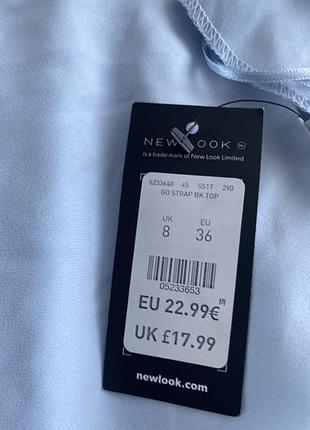 NEW LOOK
is a trade mark of New Look Limited
5233640 45 SS17 290
GO STRAP BK TOP
UK EU
8 36
05233653
EU 22.99€
UK £17.99
newlook.com